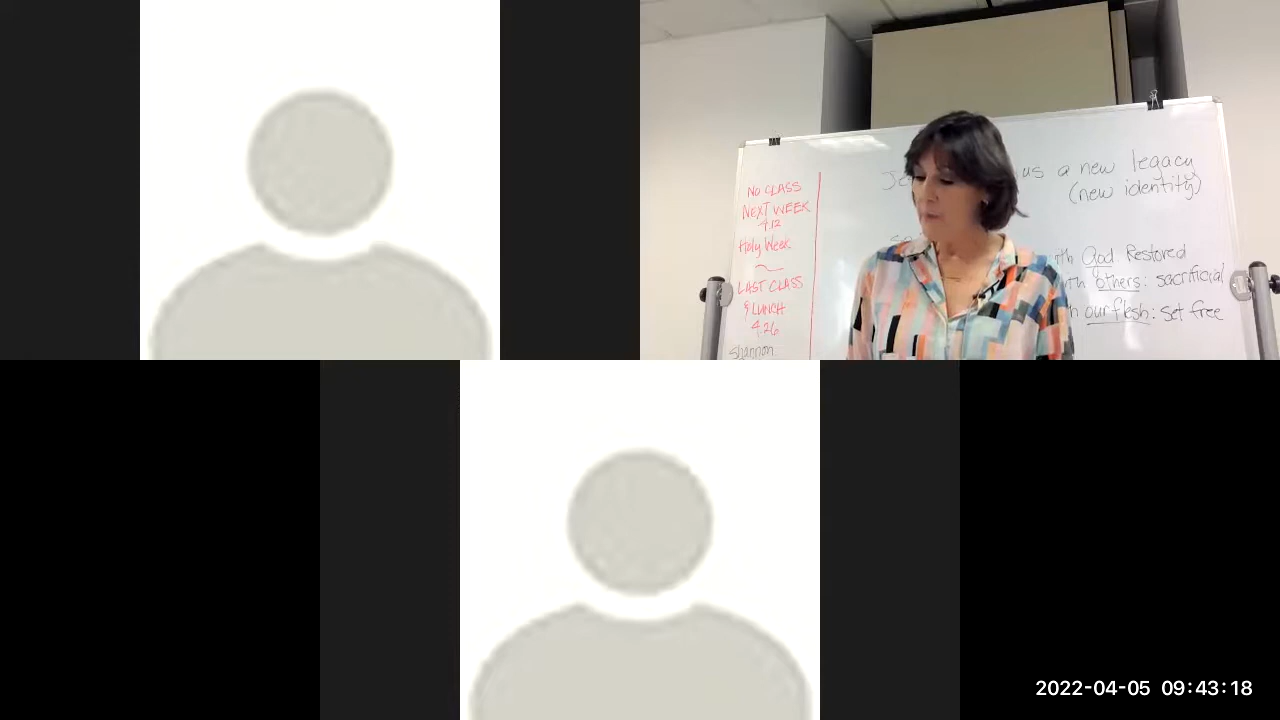 us a new legacy
(new identity)
NO CLASS
NEXT WEEK
4.12
Holy Week
LAST CLASS
& LUNCH
4.26
shannon
God Restored
others: sacrificial
our flesh: set free
2022-04-05 09:43:18